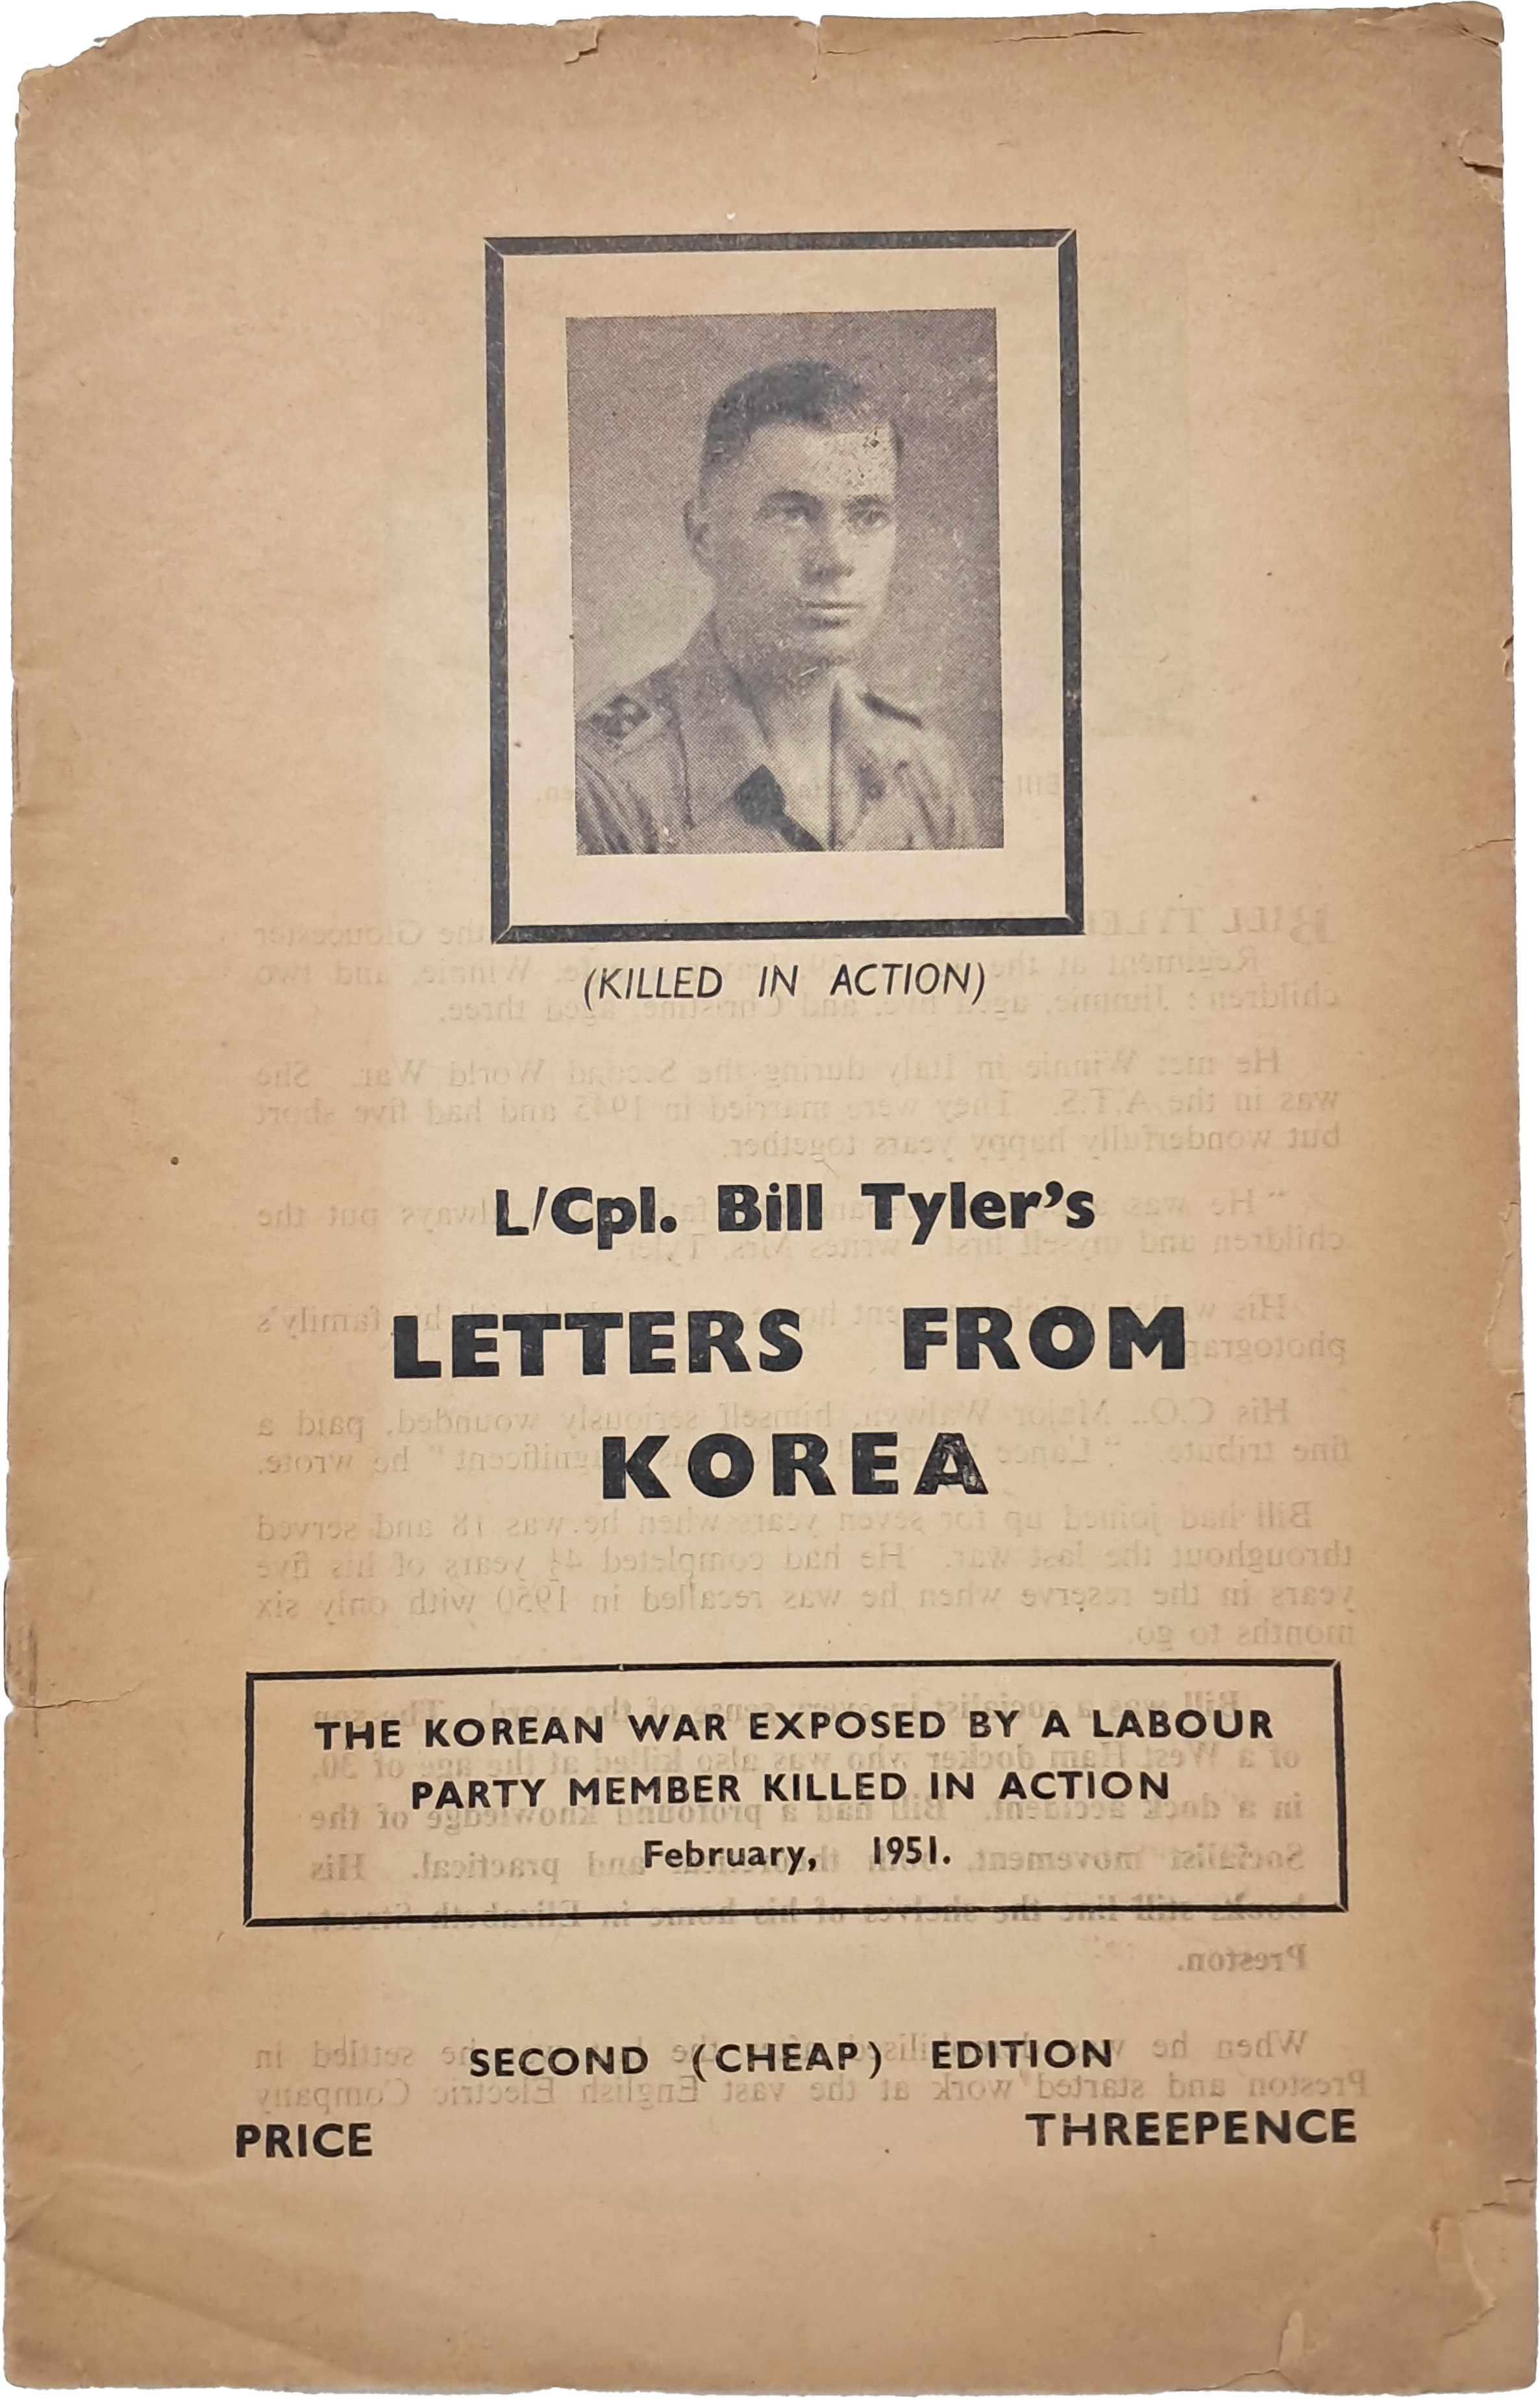 (KILLED IN ACTION)
L/Cpl. Bill Tyler's
LETTERS FROM
KOREA
THE KOREAN WAR EXPOSED BY A LABOUR
PARTY MEMBER KILLED IN ACTION
February, 1951.
SECOND (CHEAP) EDITION
PRICE THREEPENCE